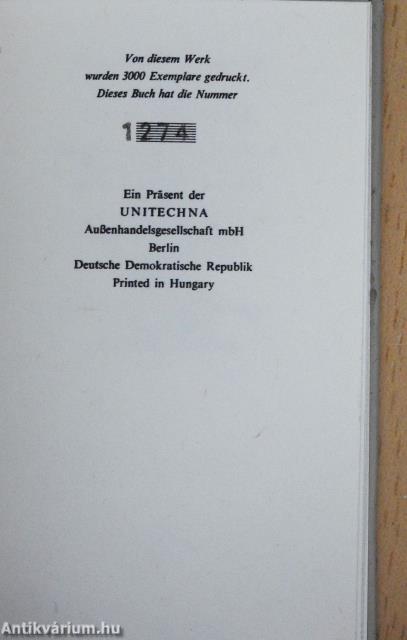 Von diesem Werk
wurden 3000 Exemplare gedruckt.
Dieses Buch hat die Nummer
1274
Ein Präsent der
UNITECHNA
Außenhandelsgesellschaft mbH
Berlin
Deutsche Demokratische Republik
Printed in Hungary
Antikvárium.hu